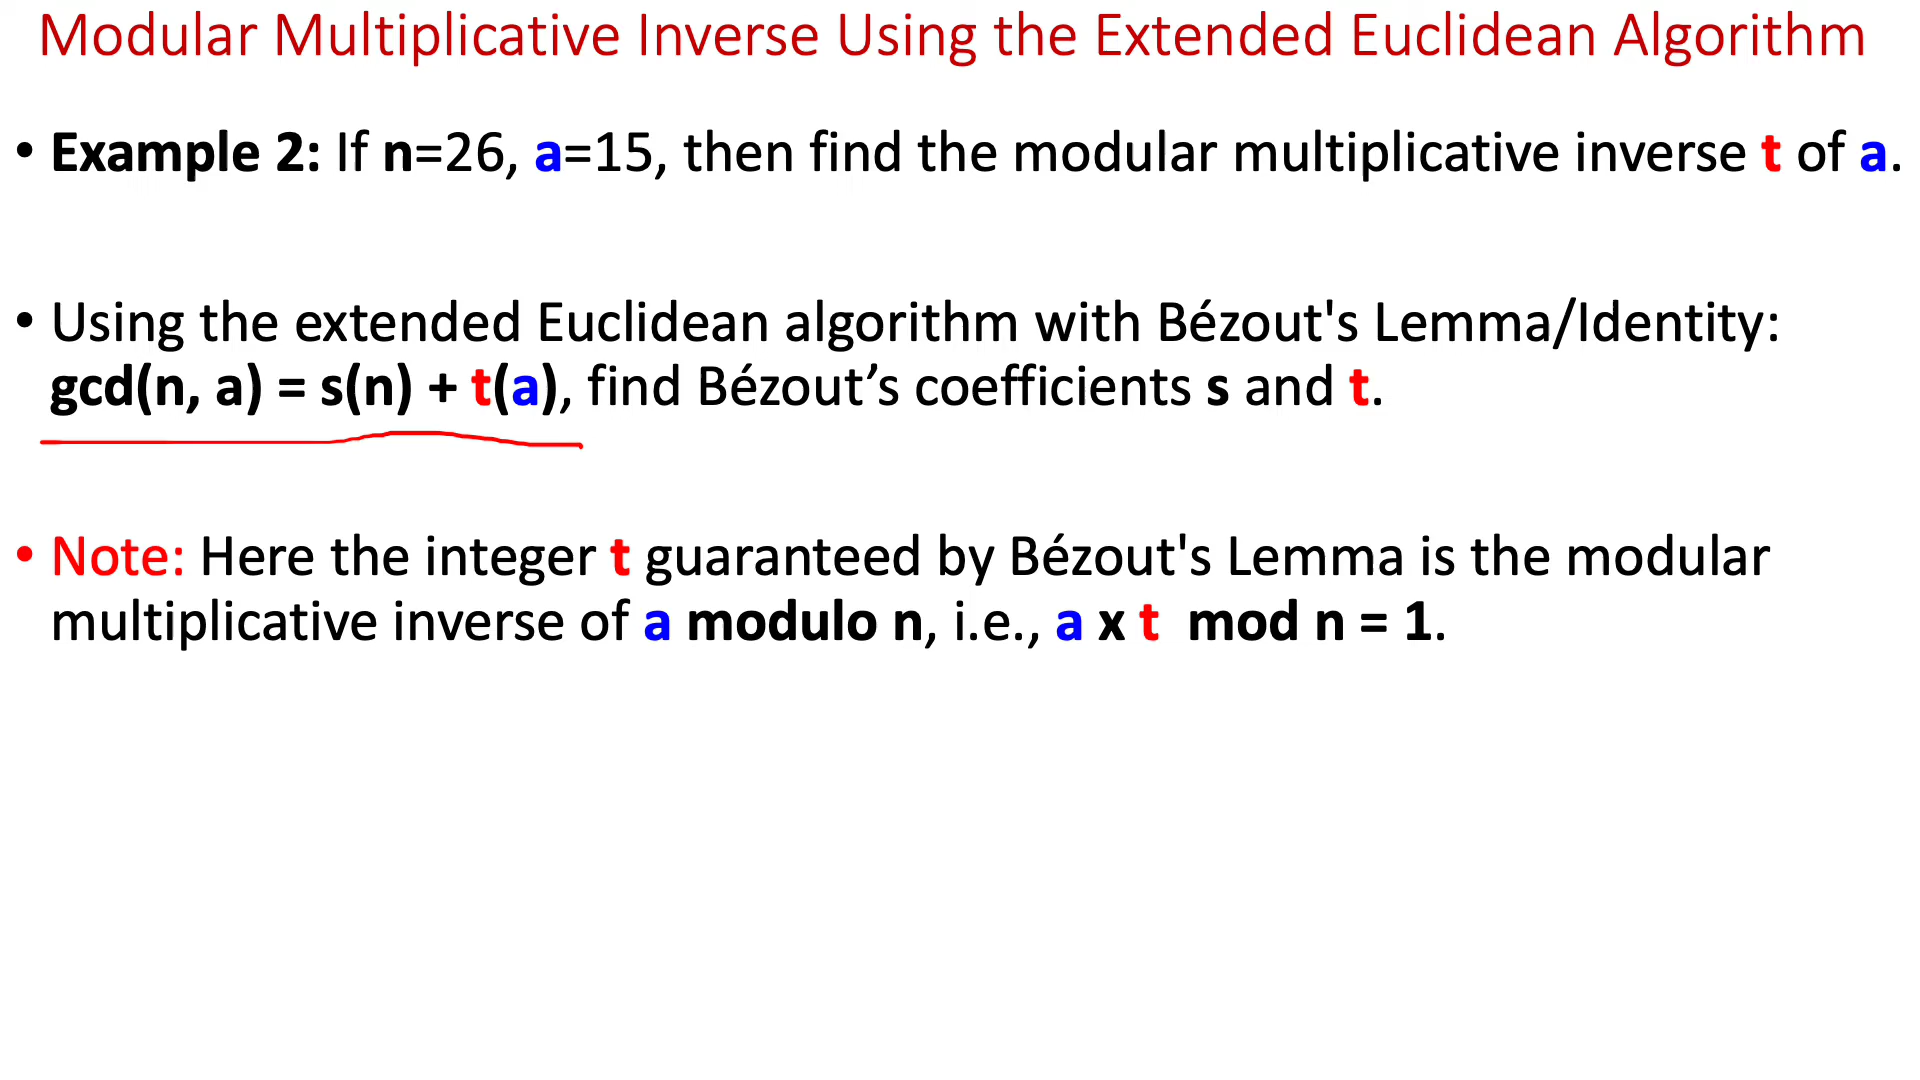 Modular Multiplicative Inverse Using the Extended Euclidean Algorithm
• Example 2: If n=26, a=15, then find the modular multiplicative inverse t of a.
• Using the extended Euclidean algorithm with Bézout's Lemma/Identity:
gcd(n, a) = s(n) + t(a), find Bézout’s coefficients s and t.
• Note: Here the integer t guaranteed by Bézout's Lemma is the modular
multiplicative inverse of a modulo n, i.e., a x t mod n = 1.